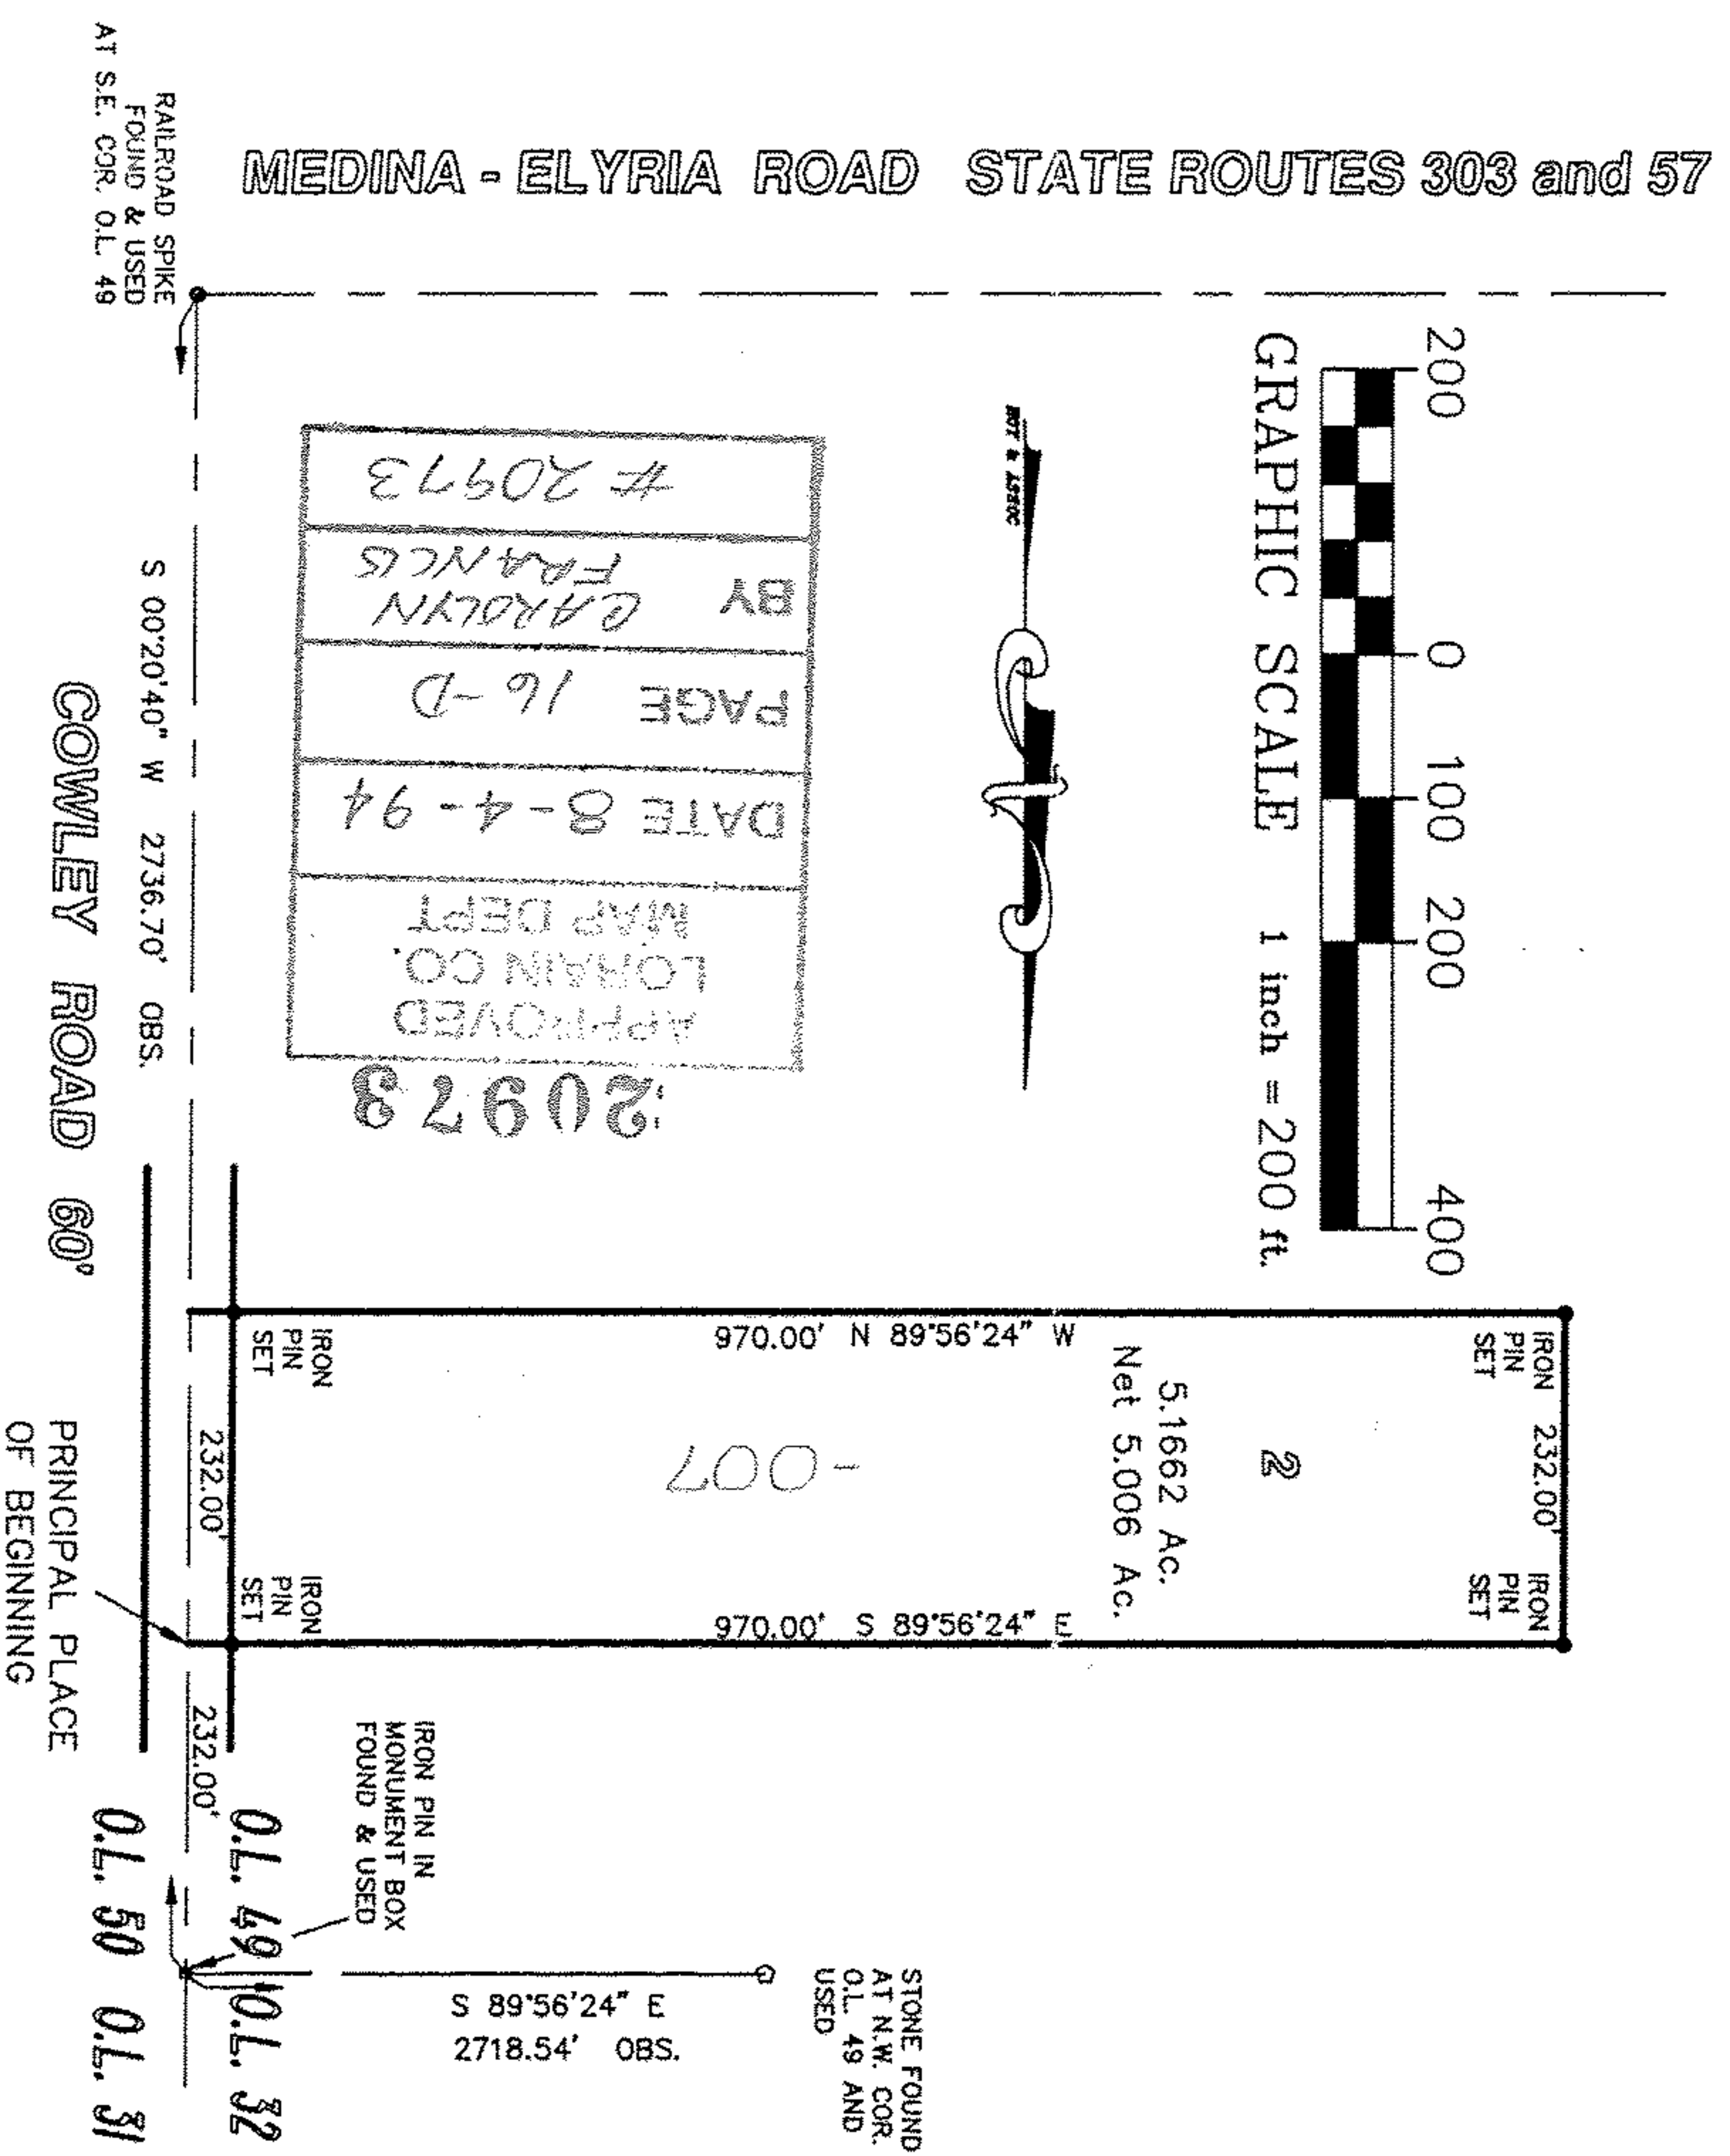 MEDINA - ELYRIA ROAD STATE ROUTES 303 and 57
RAILROAD SPIKE
FOUND & USED
AT S.E. COR. O.L. 49
200 0 100 200 400
GRAPHIC SCALE 1 inch = 200 ft.
20973
APPROVED
LORAIN CO.
MAP DEPT
DATE 8-4-94
PAGE 16-D
BY CAROLYN
FRANCIS
# 20973
S 00°20'40" W 2736.70' OBS.
COWLEY ROAD 60'
IRON
PIN
SET
232.00'
IRON
PIN
SET
970.00' N 89°56'24" W
2
5.1662 Ac.
Net 5.006 Ac.
-007
970.00' S 89°56'24" E
IRON
PIN
SET
232.00'
IRON
PIN
SET
PRINCIPAL PLACE
OF BEGINNING
232.00'
STONE FOUND
AT N.W. COR.
O.L. 49 AND
USED
S 89°56'24" E
2718.54' OBS.
IRON PIN IN
MONUMENT BOX
FOUND & USED
O.L. 49 O.L. 32
O.L. 50 O.L. 31